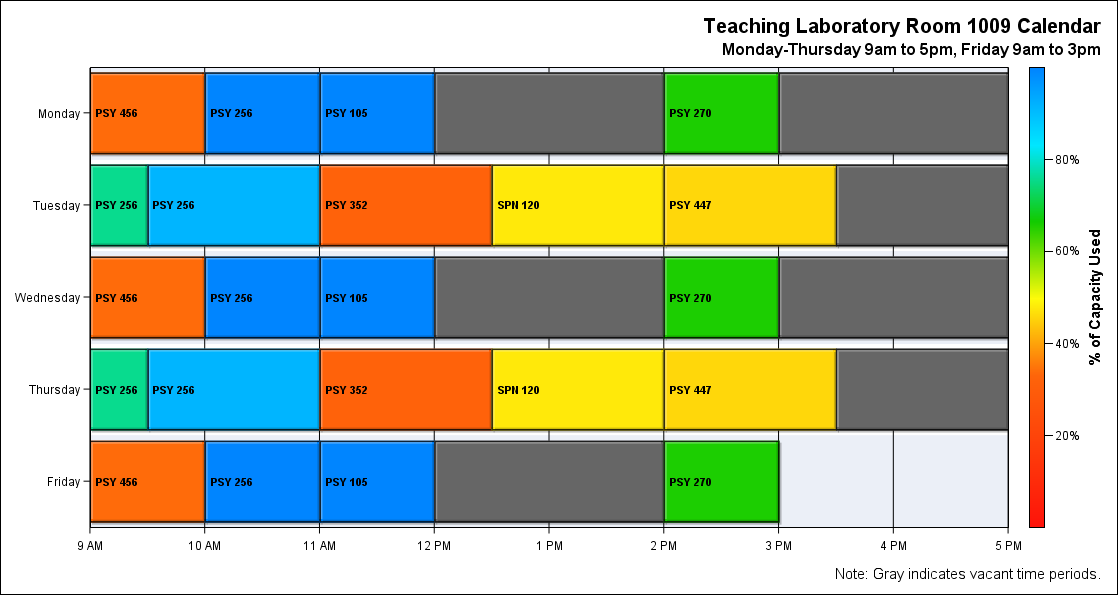 Teaching Laboratory Room 1009 Calendar
Monday-Thursday 9am to 5pm, Friday 9am to 3pm
Monday PSY 456 PSY 256 PSY 105 PSY 270
80%
Tuesday PSY 256 PSY 256 PSY 352 SPN 120 PSY 447
60%
% of Capacity Used
Wednesday PSY 456 PSY 256 PSY 105 PSY 270
40%
Thursday PSY 256 PSY 256 PSY 352 SPN 120 PSY 447
20%
Friday PSY 456 PSY 256 PSY 105 PSY 270
9 AM 10 AM 11 AM 12 PM 1 PM 2 PM 3 PM 4 PM 5 PM
Note: Gray indicates vacant time periods.